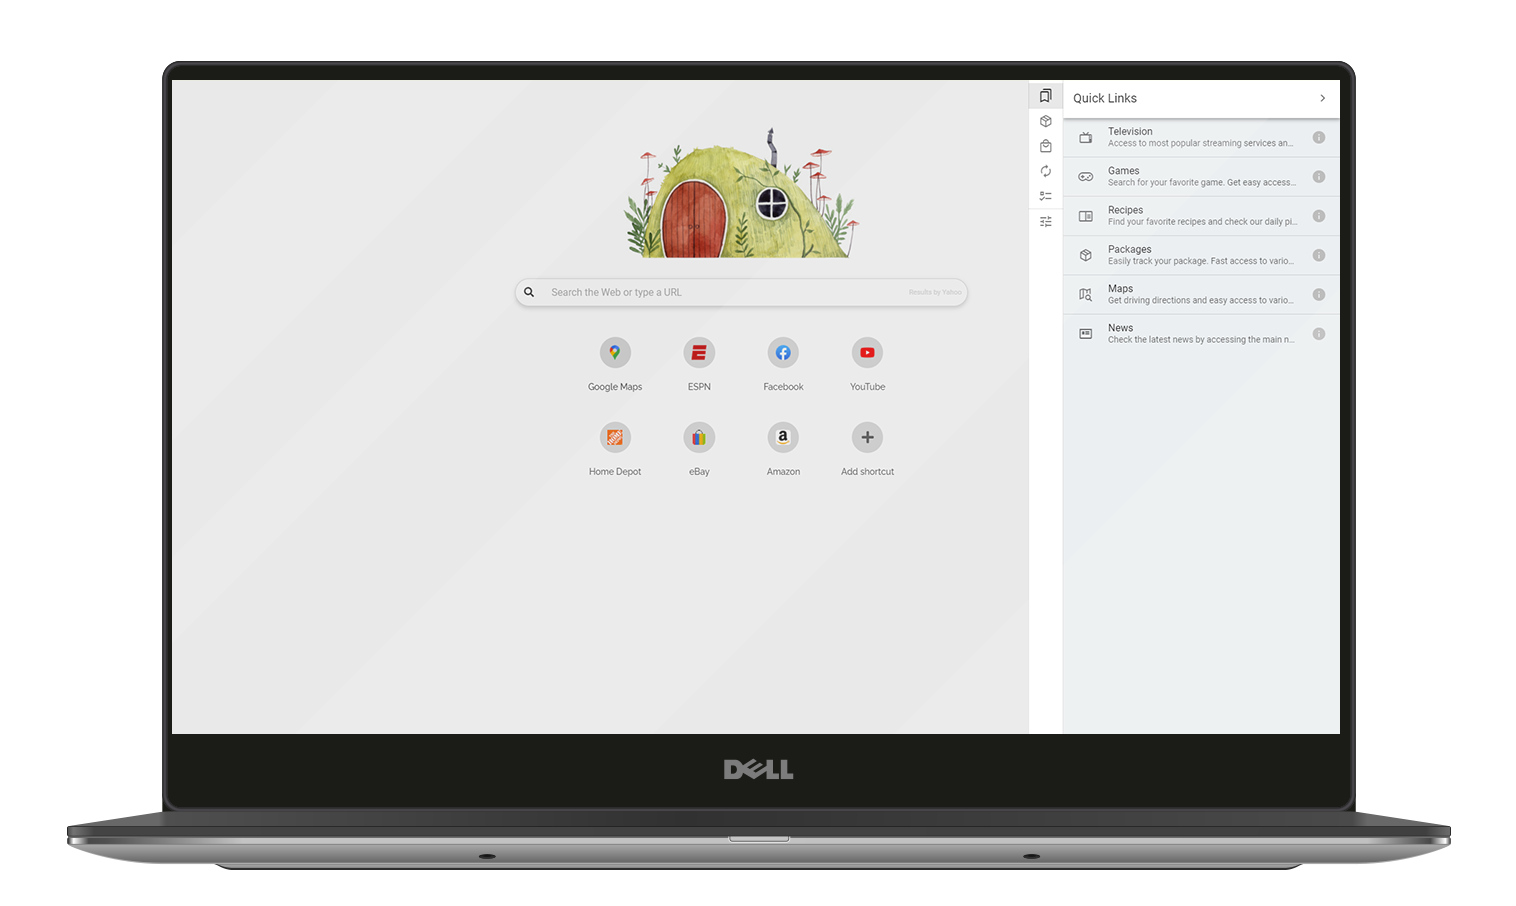 Quick Links
Television
Access to most popular streaming services an...
Games
Search for your favorite game. Get easy access...
Recipes
Find your favorite recipes and check our daily pi...
Packages
Easily track your package. Fast access to vario...
Maps
Get driving directions and easy access to vario...
News
Check the latest news by accessing the main n...
Search the Web or type a URL
Results by Yahoo
Google Maps
ESPN
Facebook
YouTube
Home Depot
eBay
Amazon
Add shortcut
DELL